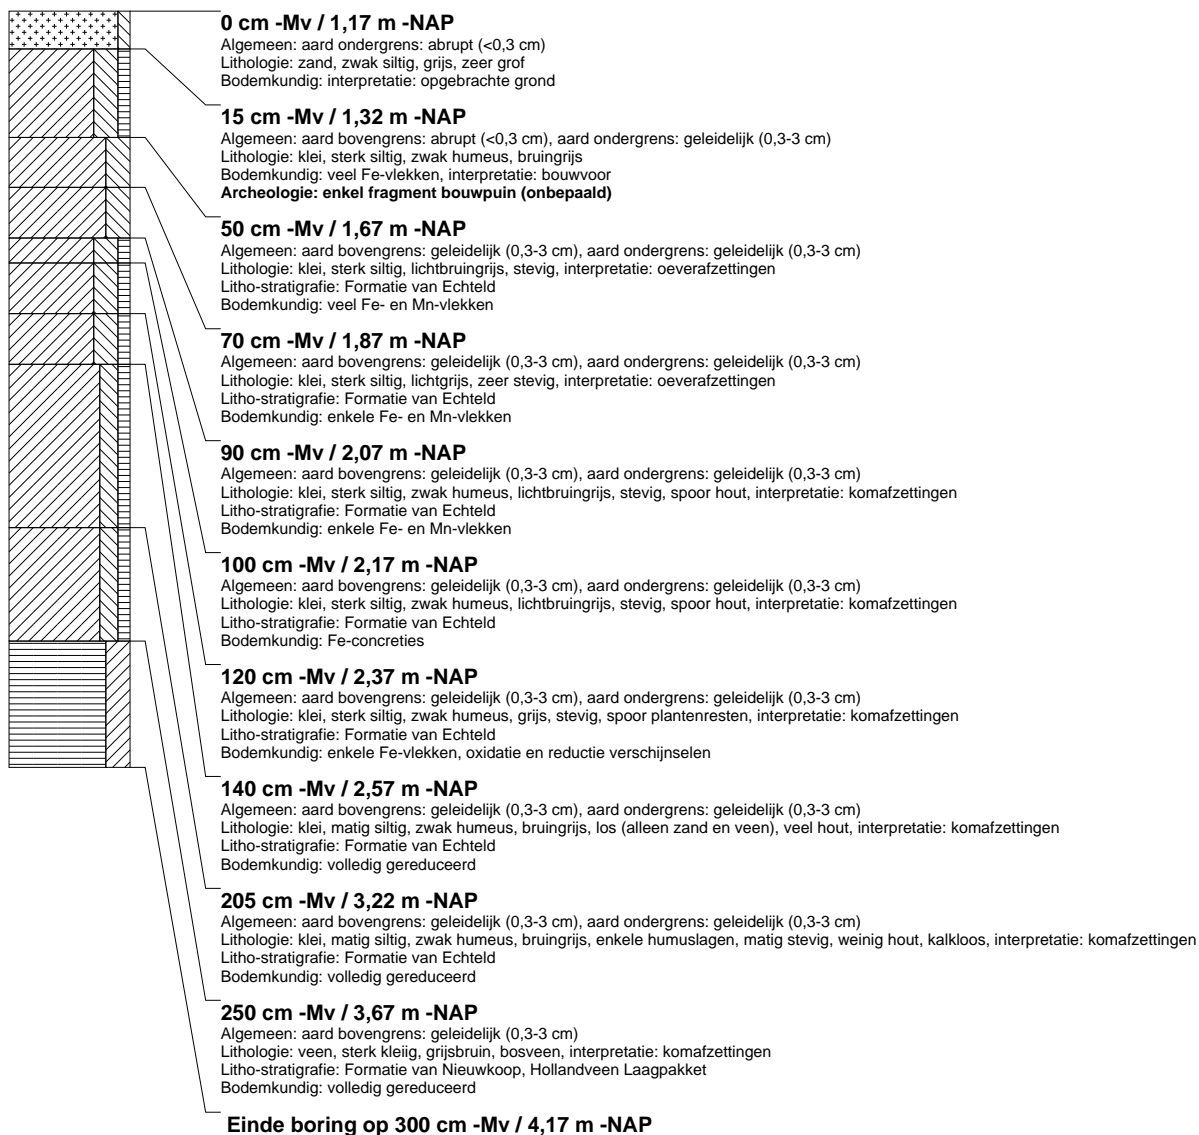 0 cm -Mv / 1,17 m -NAP
Algemeen: aard ondergrens: abrupt (<0,3 cm)
Lithologie: zand, zwak siltig, grijs, zeer grof
Bodemkundig: interpretatie: opgebrachte grond
15 cm -Mv / 1,32 m -NAP
Algemeen: aard bovengrens: abrupt (<0,3 cm), aard ondergrens: geleidelijk (0,3-3 cm)
Lithologie: klei, sterk siltig, zwak humeus, bruingrijs
Bodemkundig: veel Fe-vlekken, interpretatie: bouwvoor
Archeologie: enkel fragment bouwpuin (onbepaald)
50 cm -Mv / 1,67 m -NAP
Algemeen: aard bovengrens: geleidelijk (0,3-3 cm), aard ondergrens: geleidelijk (0,3-3 cm)
Lithologie: klei, sterk siltig, lichtbruingrijs, stevig, interpretatie: oeverafzettingen
Litho-stratigrafie: Formatie van Echteld
Bodemkundig: veel Fe- en Mn-vlekken
70 cm -Mv / 1,87 m -NAP
Algemeen: aard bovengrens: geleidelijk (0,3-3 cm), aard ondergrens: geleidelijk (0,3-3 cm)
Lithologie: klei, sterk siltig, lichtgrijs, zeer stevig, interpretatie: oeverafzettingen
Litho-stratigrafie: Formatie van Echteld
Bodemkundig: enkele Fe- en Mn-vlekken
90 cm -Mv / 2,07 m -NAP
Algemeen: aard bovengrens: geleidelijk (0,3-3 cm), aard ondergrens: geleidelijk (0,3-3 cm)
Lithologie: klei, sterk siltig, zwak humeus, lichtbruingrijs, stevig, spoor hout, interpretatie: komafzettingen
Litho-stratigrafie: Formatie van Echteld
Bodemkundig: enkele Fe- en Mn-vlekken
100 cm -Mv / 2,17 m -NAP
Algemeen: aard bovengrens: geleidelijk (0,3-3 cm), aard ondergrens: geleidelijk (0,3-3 cm)
Lithologie: klei, sterk siltig, zwak humeus, lichtbruingrijs, stevig, spoor hout, interpretatie: komafzettingen
Litho-stratigrafie: Formatie van Echteld
Bodemkundig: Fe-concreties
120 cm -Mv / 2,37 m -NAP
Algemeen: aard bovengrens: geleidelijk (0,3-3 cm), aard ondergrens: geleidelijk (0,3-3 cm)
Lithologie: klei, sterk siltig, zwak humeus, grijs, stevig, spoor plantenresten, interpretatie: komafzettingen
Litho-stratigrafie: Formatie van Echteld
Bodemkundig: enkele Fe-vlekken, oxidatie en reductie verschijnselen
140 cm -Mv / 2,57 m -NAP
Algemeen: aard bovengrens: geleidelijk (0,3-3 cm), aard ondergrens: geleidelijk (0,3-3 cm)
Lithologie: klei, matig siltig, zwak humeus, bruingrijs, los (alleen zand en veen), veel hout, interpretatie: komafzettingen
Litho-stratigrafie: Formatie van Echteld
Bodemkundig: volledig gereduceerd
205 cm -Mv / 3,22 m -NAP
Algemeen: aard bovengrens: geleidelijk (0,3-3 cm), aard ondergrens: geleidelijk (0,3-3 cm)
Lithologie: klei, matig siltig, zwak humeus, bruingrijs, enkele humuslagen, matig stevig, weinig hout, kalkloos, interpretatie: komafzettingen
Litho-stratigrafie: Formatie van Echteld
Bodemkundig: volledig gereduceerd
250 cm -Mv / 3,67 m -NAP
Algemeen: aard bovengrens: geleidelijk (0,3-3 cm)
Lithologie: veen, sterk kleiig, grijsbruin, bosveen, interpretatie: komafzettingen
Litho-stratigrafie: Formatie van Nieuwkoop, Hollandveen Laagpakket
Bodemkundig: volledig gereduceerd
Einde boring op 300 cm -Mv / 4,17 m -NAP